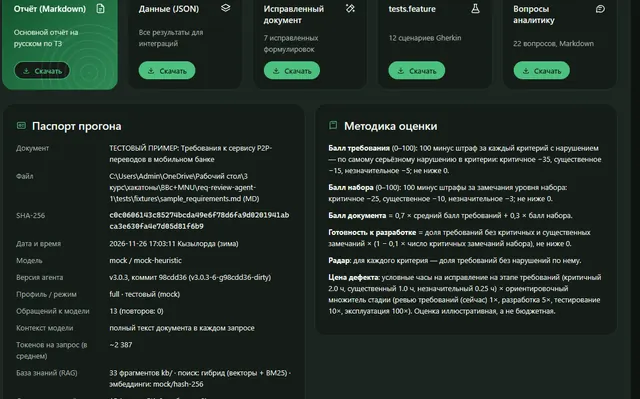 Отчёт (Markdown)
Основной отчёт на
русском по ТЗ
Скачать
Данные (JSON)
Все результаты для
интеграций
Скачать
Исправленный
документ
7 исправленных
формулировок
Скачать
tests.feature
12 сценариев Gherkin
Скачать
Вопросы
аналитику
22 вопросов, Markdown
Скачать
Паспорт прогона
Документ
ТЕСТОВЫЙ ПРИМЕР: Требования к сервису P2P-
переводов в мобильном банке
Файл
C:\Users\Admin\OneDrive\Рабочий стол\3
курс\хакатоны\BBc+MNU\req-review-agent-
1\tests\fixtures\sample_requirements.md (MD)
SHA-256
Дата и время
2026-11-26 17:03:11 Кызылорда (зима)
Модель
mock / mock-heuristic
Версия агента
v3.0.3, коммит 98cdd36 (v3.0.3-6-g98cdd36-dirty)
Профиль / режим
full · тестовый (mock)
Обращений к модели
13 (повторов: 0)
Контекст модели
полный текст документа в каждом запросе
Токенов на запрос (в
среднем)
~2 387
База знаний (RAG)
33 фрагментов kb/ · поиск: гибрид (векторы + BM25) ·
эмбеддинги: mock/hash-256
Методика оценки
Балл требования (0–100): 100 минус штраф за каждый критерий с нарушением
— по самому серьёзному нарушению в критерии: критичное −35, существенное
−15, незначительное −5; не ниже 0.
Балл набора (0–100): 100 минус штрафы за замечания уровня набора:
критичное −25, существенное −10, незначительное −3; не ниже 0.
Балл документа = 0,7 × средний балл требований + 0,3 × балл набора.
Готовность к разработке = доля требований без критичных и существенных
замечаний × (1 − 0,1 × число критичных замечаний набора), не ниже 0.
Радар: для каждого критерия — доля требований без нарушений по нему.
Цена дефекта: условные часы на исправление на этапе требований (критичный
2.0 ч, существенный 1.0 ч, незначительный 0.25 ч) × ориентировочный
множитель стадии (ревью требований (сейчас) 1×, разработка 5×, тестирование
10×, эксплуатация 100×). Оценка иллюстративная, а не бюджетная.